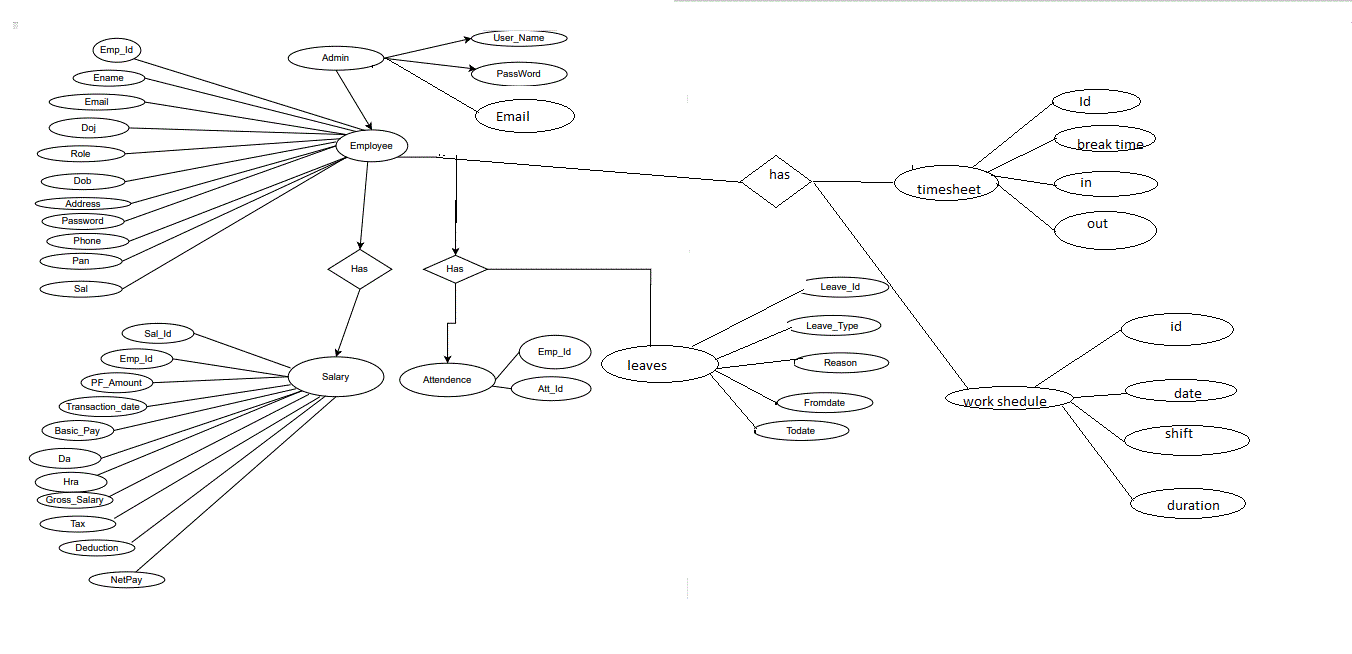 Emp_Id
Ename
Email
Doj
Role
Dob
Address
Password
Phone
Pan
Sal
Admin
User_Name
PassWord
Email
Employee
has
timesheet
Id
break time
in
out
Has
Has
Sal_Id
Emp_Id
PF_Amount
Transaction_date
Basic_Pay
Da
Hra
Gross_Salary
Tax
Deduction
NetPay
Salary
Attendence
Emp_Id
Att_Id
leaves
Leave_Id
Leave_Type
Reason
Fromdate
Todate
work shedule
id
date
shift
duration